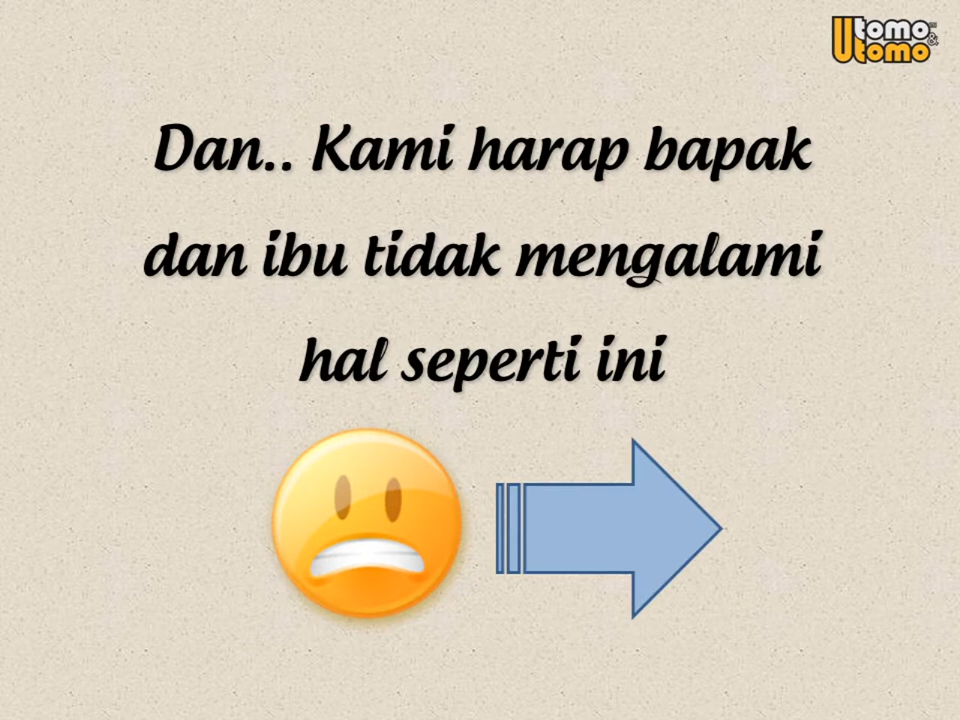 Utomo &
Utomo
Dan.. Kami harap bapak
dan ibu tidak mengalami
hal seperti ini